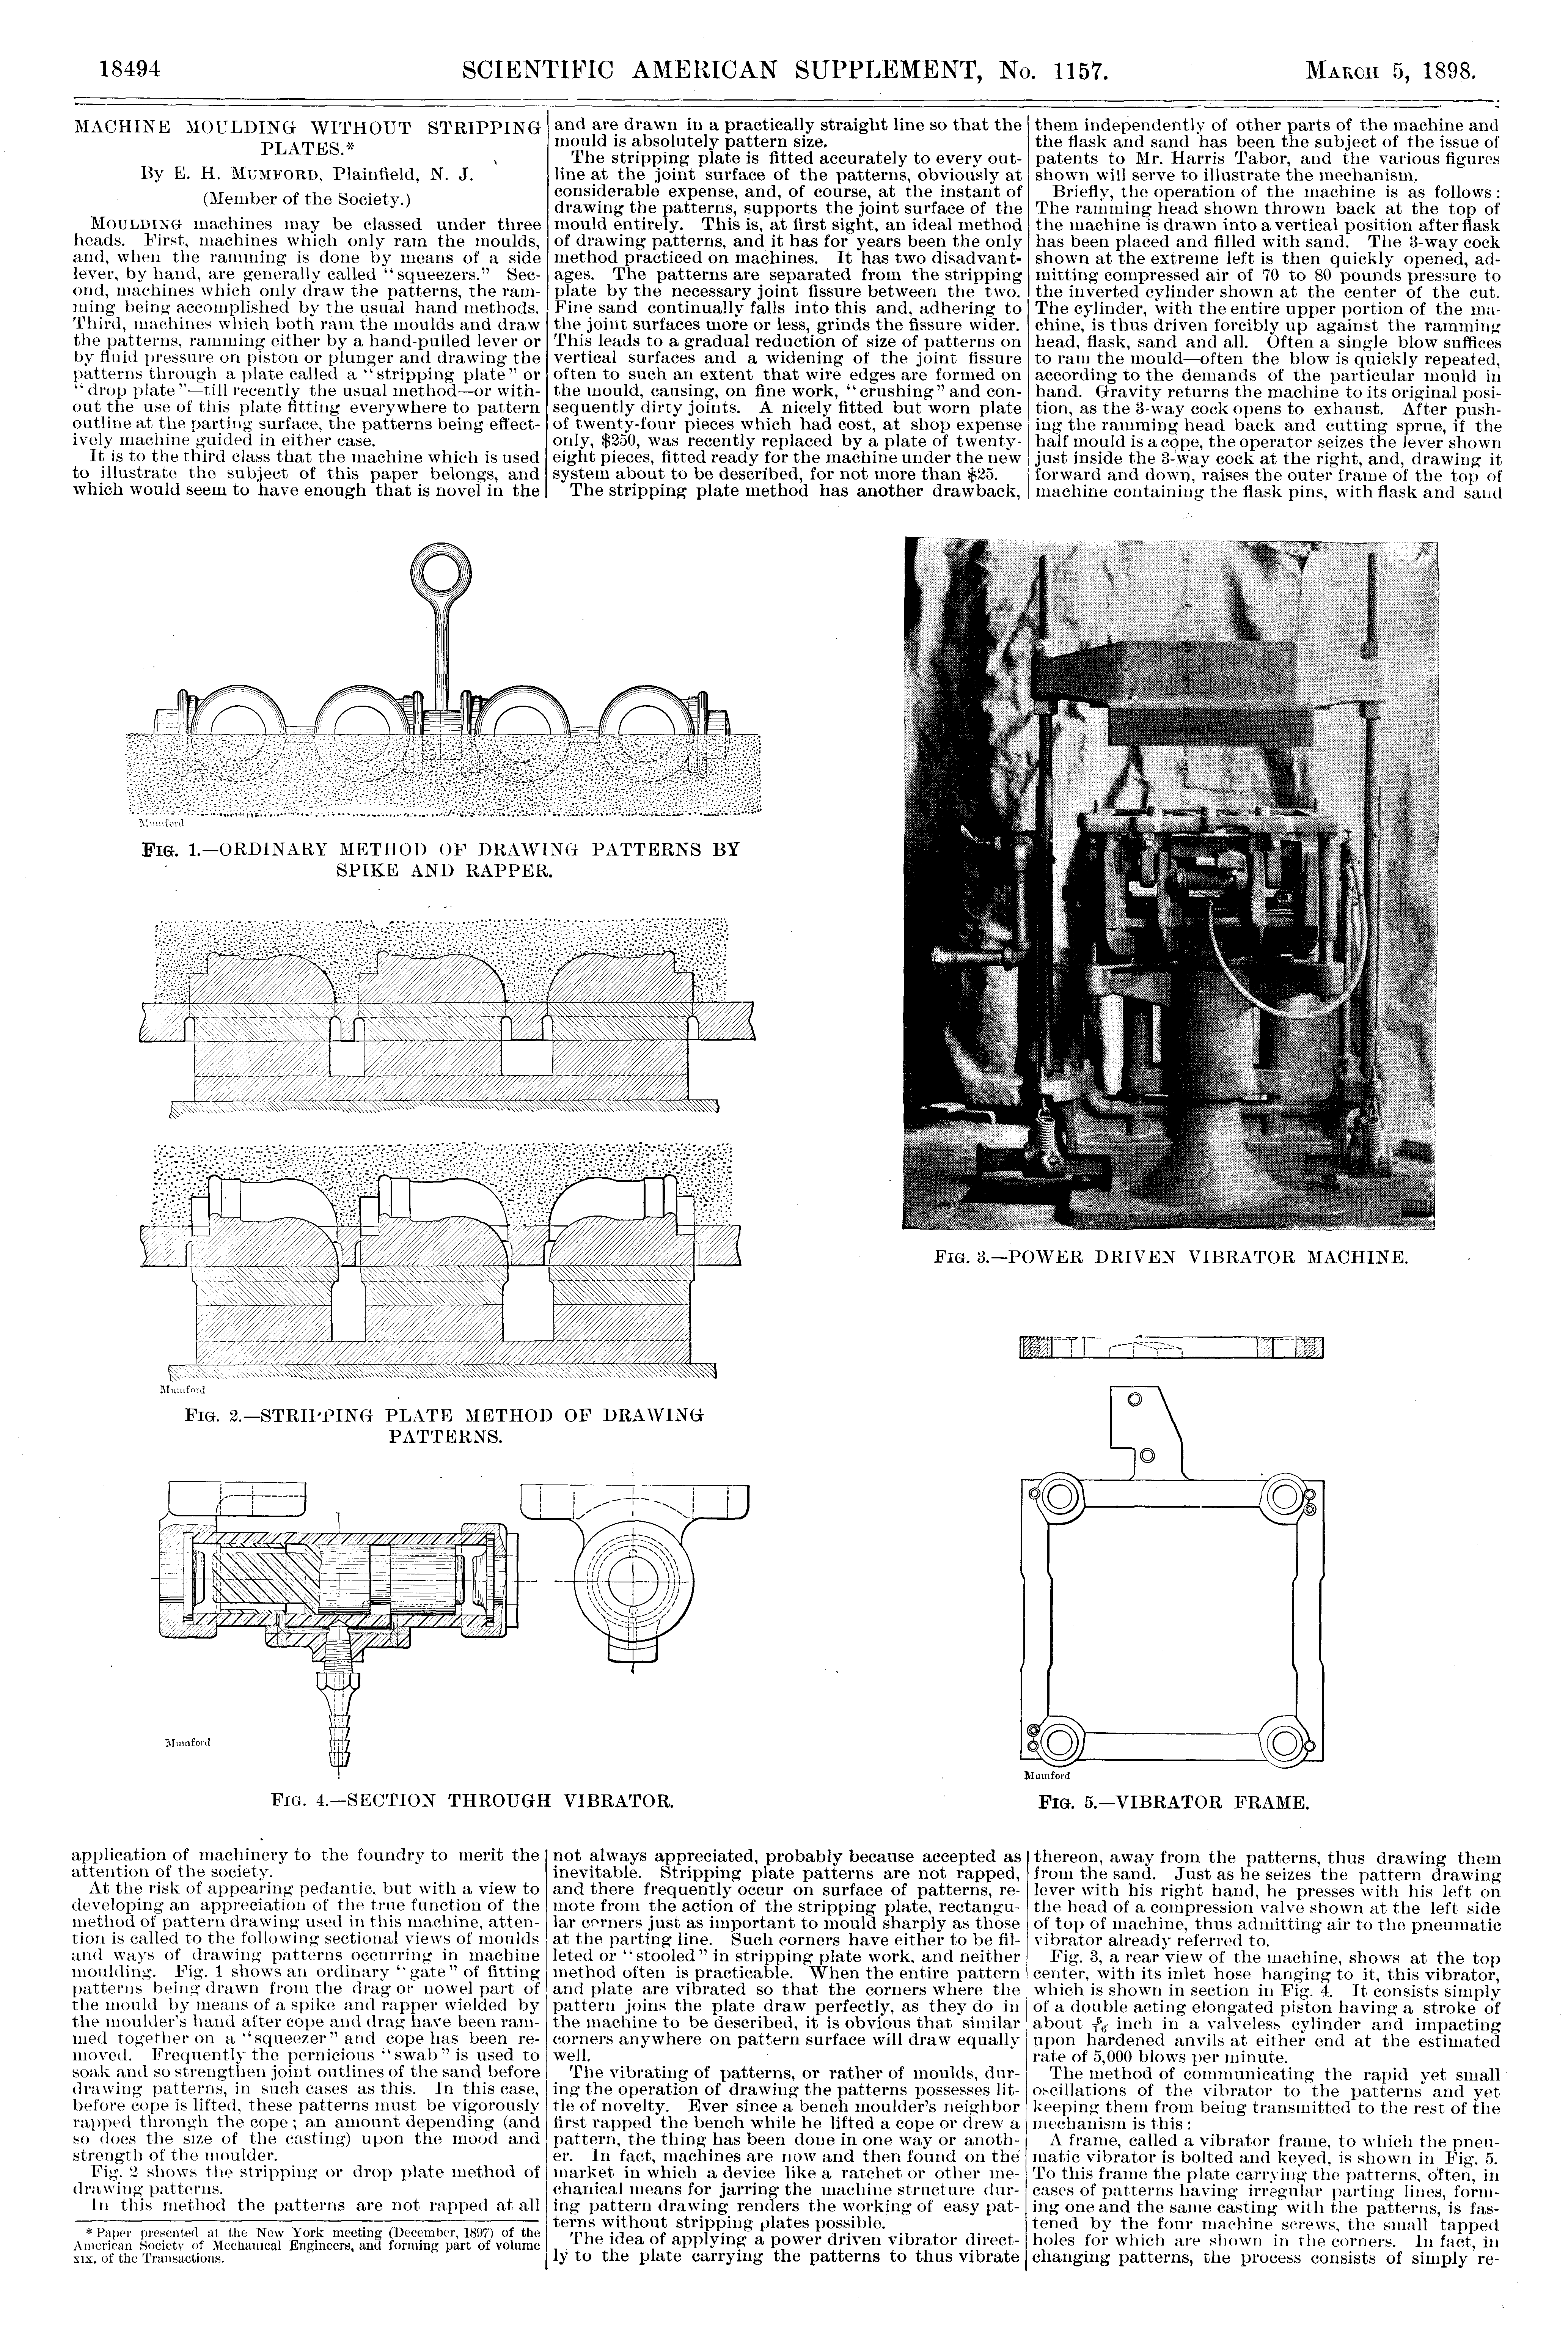 18494
SCIENTIFIC AMERICAN SUPPLEMENT, No. 1157.
MARCH 5, 1898.
MACHINE MOULDING WITHOUT STRIPPING
PLATES.*
By E. H. MUMFORD, Plainfield, N. J.
(Member of the Society.)
MOULDING machines may be classed under three
heads. First, machines which only ram the moulds,
and, when the ramming is done by means of a side
lever, by hand, are generally called "squeezers." Sec-
ond, machines which only draw the patterns, the ram-
ming being accomplished by the usual hand methods.
Third, machines which both ram the moulds and draw
the patterns, ramming either by a hand-pulled lever or
by fluid pressure on piston or plunger and drawing the
patterns through a plate called a "stripping plate" or
"drop plate"—till recently the usual method—or with-
out the use of this plate fitting everywhere to pattern
outline at the parting surface, the patterns being effect-
ively machine guided in either case.
It is to the third class that the machine which is used
to illustrate the subject of this paper belongs, and
which would seem to have enough that is novel in the
and are drawn in a practically straight line so that the
mould is absolutely pattern size.
The stripping plate is fitted accurately to every out-
line at the joint surface of the patterns, obviously at
considerable expense, and, of course, at the instant of
drawing the patterns, supports the joint surface of the
mould entirely. This is, at first sight, an ideal method
of drawing patterns, and it has for years been the only
method practiced on machines. It has two disadvant-
ages. The patterns are separated from the stripping
plate by the necessary joint fissure between the two.
Fine sand continually falls into this and, adhering to
the joint surfaces more or less, grinds the fissure wider.
This leads to a gradual reduction of size of patterns on
vertical surfaces and a widening of the joint fissure
often to such an extent that wire edges are formed on
the mould, causing, on fine work, "crushing" and con-
sequently dirty joints. A nicely fitted but worn plate
of twenty-four pieces which had cost, at shop expense
only, $250, was recently replaced by a plate of twenty-
eight pieces, fitted ready for the machine under the new
system about to be described, for not more than $25.
The stripping plate method has another drawback,
them independently of other parts of the machine and
the flask and sand has been the subject of the issue of
patents to Mr. Harris Tabor, and the various figures
shown will serve to illustrate the mechanism.
Briefly, the operation of the machine is as follows:
The ramming head shown thrown back at the top of
the machine is drawn into a vertical position after flask
has been placed and filled with sand. The 3-way cock
shown at the extreme left is then quickly opened, ad-
mitting compressed air of 70 to 80 pounds pressure to
the inverted cylinder shown at the center of the cut.
The cylinder, with the entire upper portion of the ma-
chine, is thus driven forcibly up against the ramming
head, flask, sand and all. Often a single blow suffices
to ram the mould—often the blow is quickly repeated,
according to the demands of the particular mould in
hand. Gravity returns the machine to its original posi-
tion, as the 3-way cock opens to exhaust. After push-
ing the ramming head back and cutting sprue, if the
half mould is a cope, the operator seizes the lever shown
just inside the 3-way cock at the right, and, drawing it
forward and down, raises the outer frame of the top of
machine containing the flask pins, with flask and sand
Mumford
FIG. 1.—ORDINARY METHOD OF DRAWING PATTERNS BY
SPIKE AND RAPPER.
Mumford
FIG. 2.—STRIPPING PLATE METHOD OF DRAWING
PATTERNS.
FIG. 3.—POWER DRIVEN VIBRATOR MACHINE.
Mumford
FIG. 4.—SECTION THROUGH VIBRATOR.
Mumford
FIG. 5.—VIBRATOR FRAME.
application of machinery to the foundry to merit the
attention of the society.
At the risk of appearing pedantic, but with a view to
developing an appreciation of the true function of the
method of pattern drawing used in this machine, atten-
tion is called to the following sectional views of moulds
and ways of drawing patterns occurring in machine
moulding. Fig. 1 shows an ordinary "gate" of fitting
patterns being drawn from the drag or nowel part of
the mould by means of a spike and rapper wielded by
the moulder's hand after cope and drag have been ram-
med together on a "squeezer" and cope has been re-
moved. Frequently the pernicious "swab" is used to
soak and so strengthen joint outlines of the sand before
drawing patterns, in such cases as this. In this case,
before cope is lifted, these patterns must be vigorously
rapped through the cope; an amount depending (and
so does the size of the casting) upon the mood and
strength of the moulder.
Fig. 2 shows the stripping or drop plate method of
drawing patterns.
In this method the patterns are not rapped at all
* Paper presented at the New York meeting (December, 1897) of the
American Society of Mechanical Engineers, and forming part of volume
xix. of the Transactions.
not always appreciated, probably because accepted as
inevitable. Stripping plate patterns are not rapped,
and there frequently occur on surface of patterns, re-
mote from the action of the stripping plate, rectangu-
lar corners just as important to mould sharply as those
at the parting line. Such corners have either to be fil-
leted or "stooled" in stripping plate work, and neither
method often is practicable. When the entire pattern
and plate are vibrated so that the corners where the
pattern joins the plate draw perfectly, as they do in
the machine to be described, it is obvious that similar
corners anywhere on pattern surface will draw equally
well.
The vibrating of patterns, or rather of moulds, dur-
ing the operation of drawing the patterns possesses lit-
tle of novelty. Ever since a bench moulder's neighbor
first rapped the bench while he lifted a cope or drew a
pattern, the thing has been done in one way or anoth-
er. In fact, machines are now and then found on the
market in which a device like a ratchet or other me-
chanical means for jarring the machine structure dur-
ing pattern drawing renders the working of easy pat-
terns without stripping plates possible.
The idea of applying a power driven vibrator direct-
ly to the plate carrying the patterns to thus vibrate
thereon, away from the patterns, thus drawing them
from the sand. Just as he seizes the pattern drawing
lever with his right hand, he presses with his left on
the head of a compression valve shown at the left side
of top of machine, thus admitting air to the pneumatic
vibrator already referred to.
Fig. 3, a rear view of the machine, shows at the top
center, with its inlet hose hanging to it, this vibrator,
which is shown in section in Fig. 4. It consists simply
of a double acting elongated piston having a stroke of
about 5/16 inch in a valveless cylinder and impacting
upon hardened anvils at either end at the estimated
rate of 5,000 blows per minute.
The method of communicating the rapid yet small
oscillations of the vibrator to the patterns and yet
keeping them from being transmitted to the rest of the
mechanism is this:
A frame, called a vibrator frame, to which the pneu-
matic vibrator is bolted and keyed, is shown in Fig. 5.
To this frame the plate carrying the patterns, often, in
cases of patterns having irregular parting lines, form-
ing one and the same casting with the patterns, is fas-
tened by the four machine screws, the small tapped
holes for which are shown in the corners. In fact, in
changing patterns, the process consists of simply re-